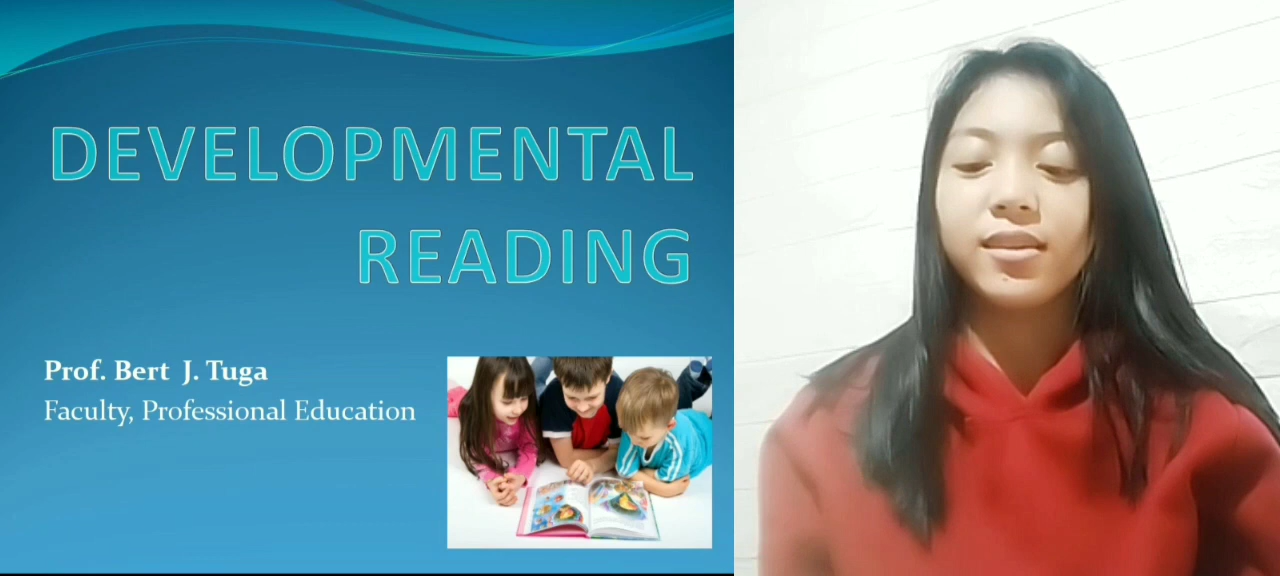 DEVELOPMENTAL
READING
Prof. Bert J. Tuga
Faculty, Professional Education